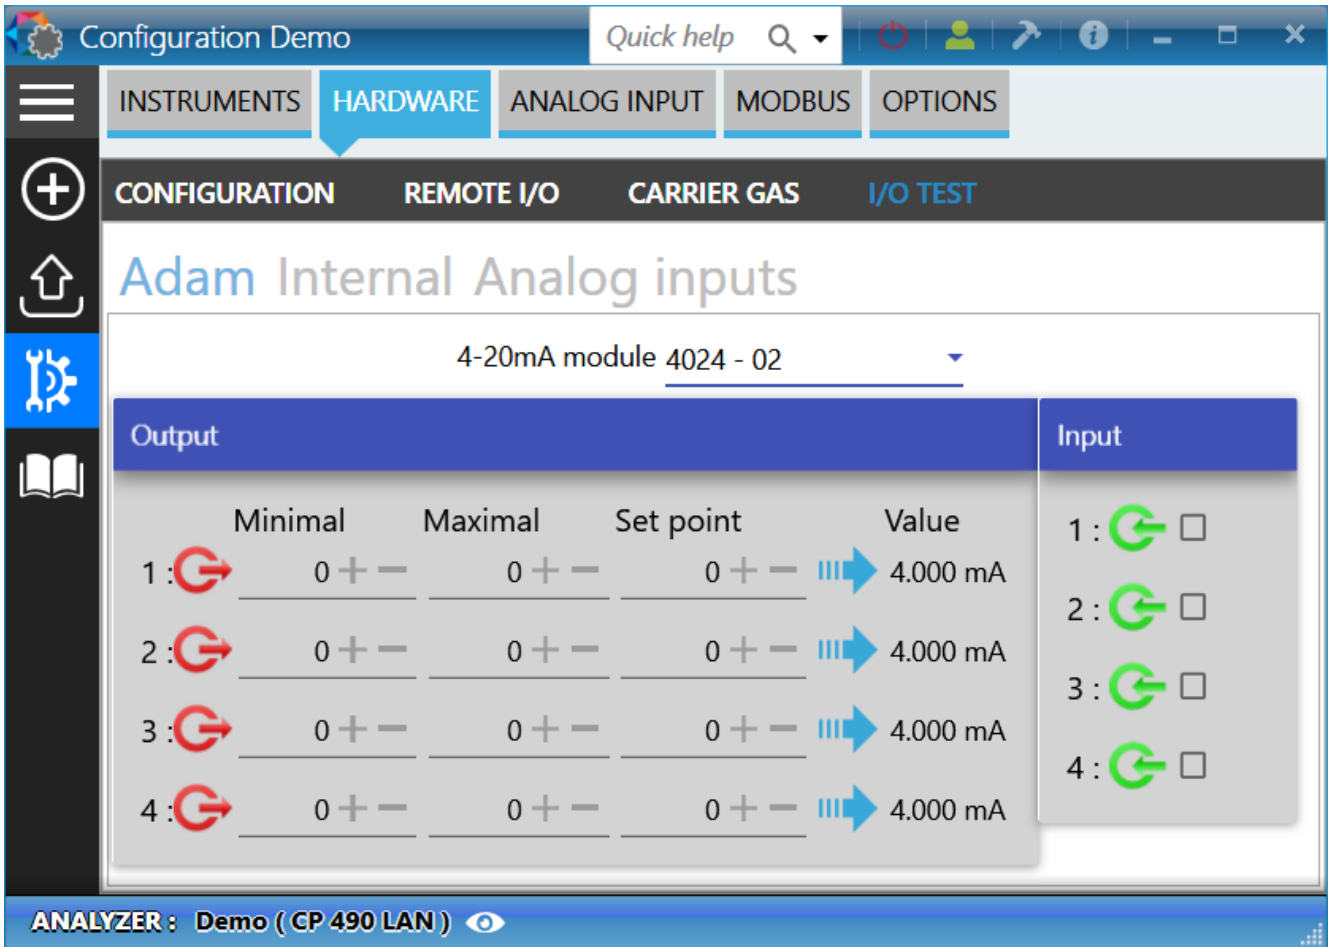 Configuration Demo Quick help
INSTRUMENTS HARDWARE ANALOG INPUT MODBUS OPTIONS
CONFIGURATION REMOTE I/O CARRIER GAS I/O TEST
Adam Internal Analog inputs
4-20mA module 4024 - 02
Output Input
Minimal Maximal Set point Value
1 : 0 0 0 4.000 mA 1 :
2 : 0 0 0 4.000 mA 2 :
3 : 0 0 0 4.000 mA 3 :
4 : 0 0 0 4.000 mA 4 :
ANALYZER : Demo ( CP 490 LAN )